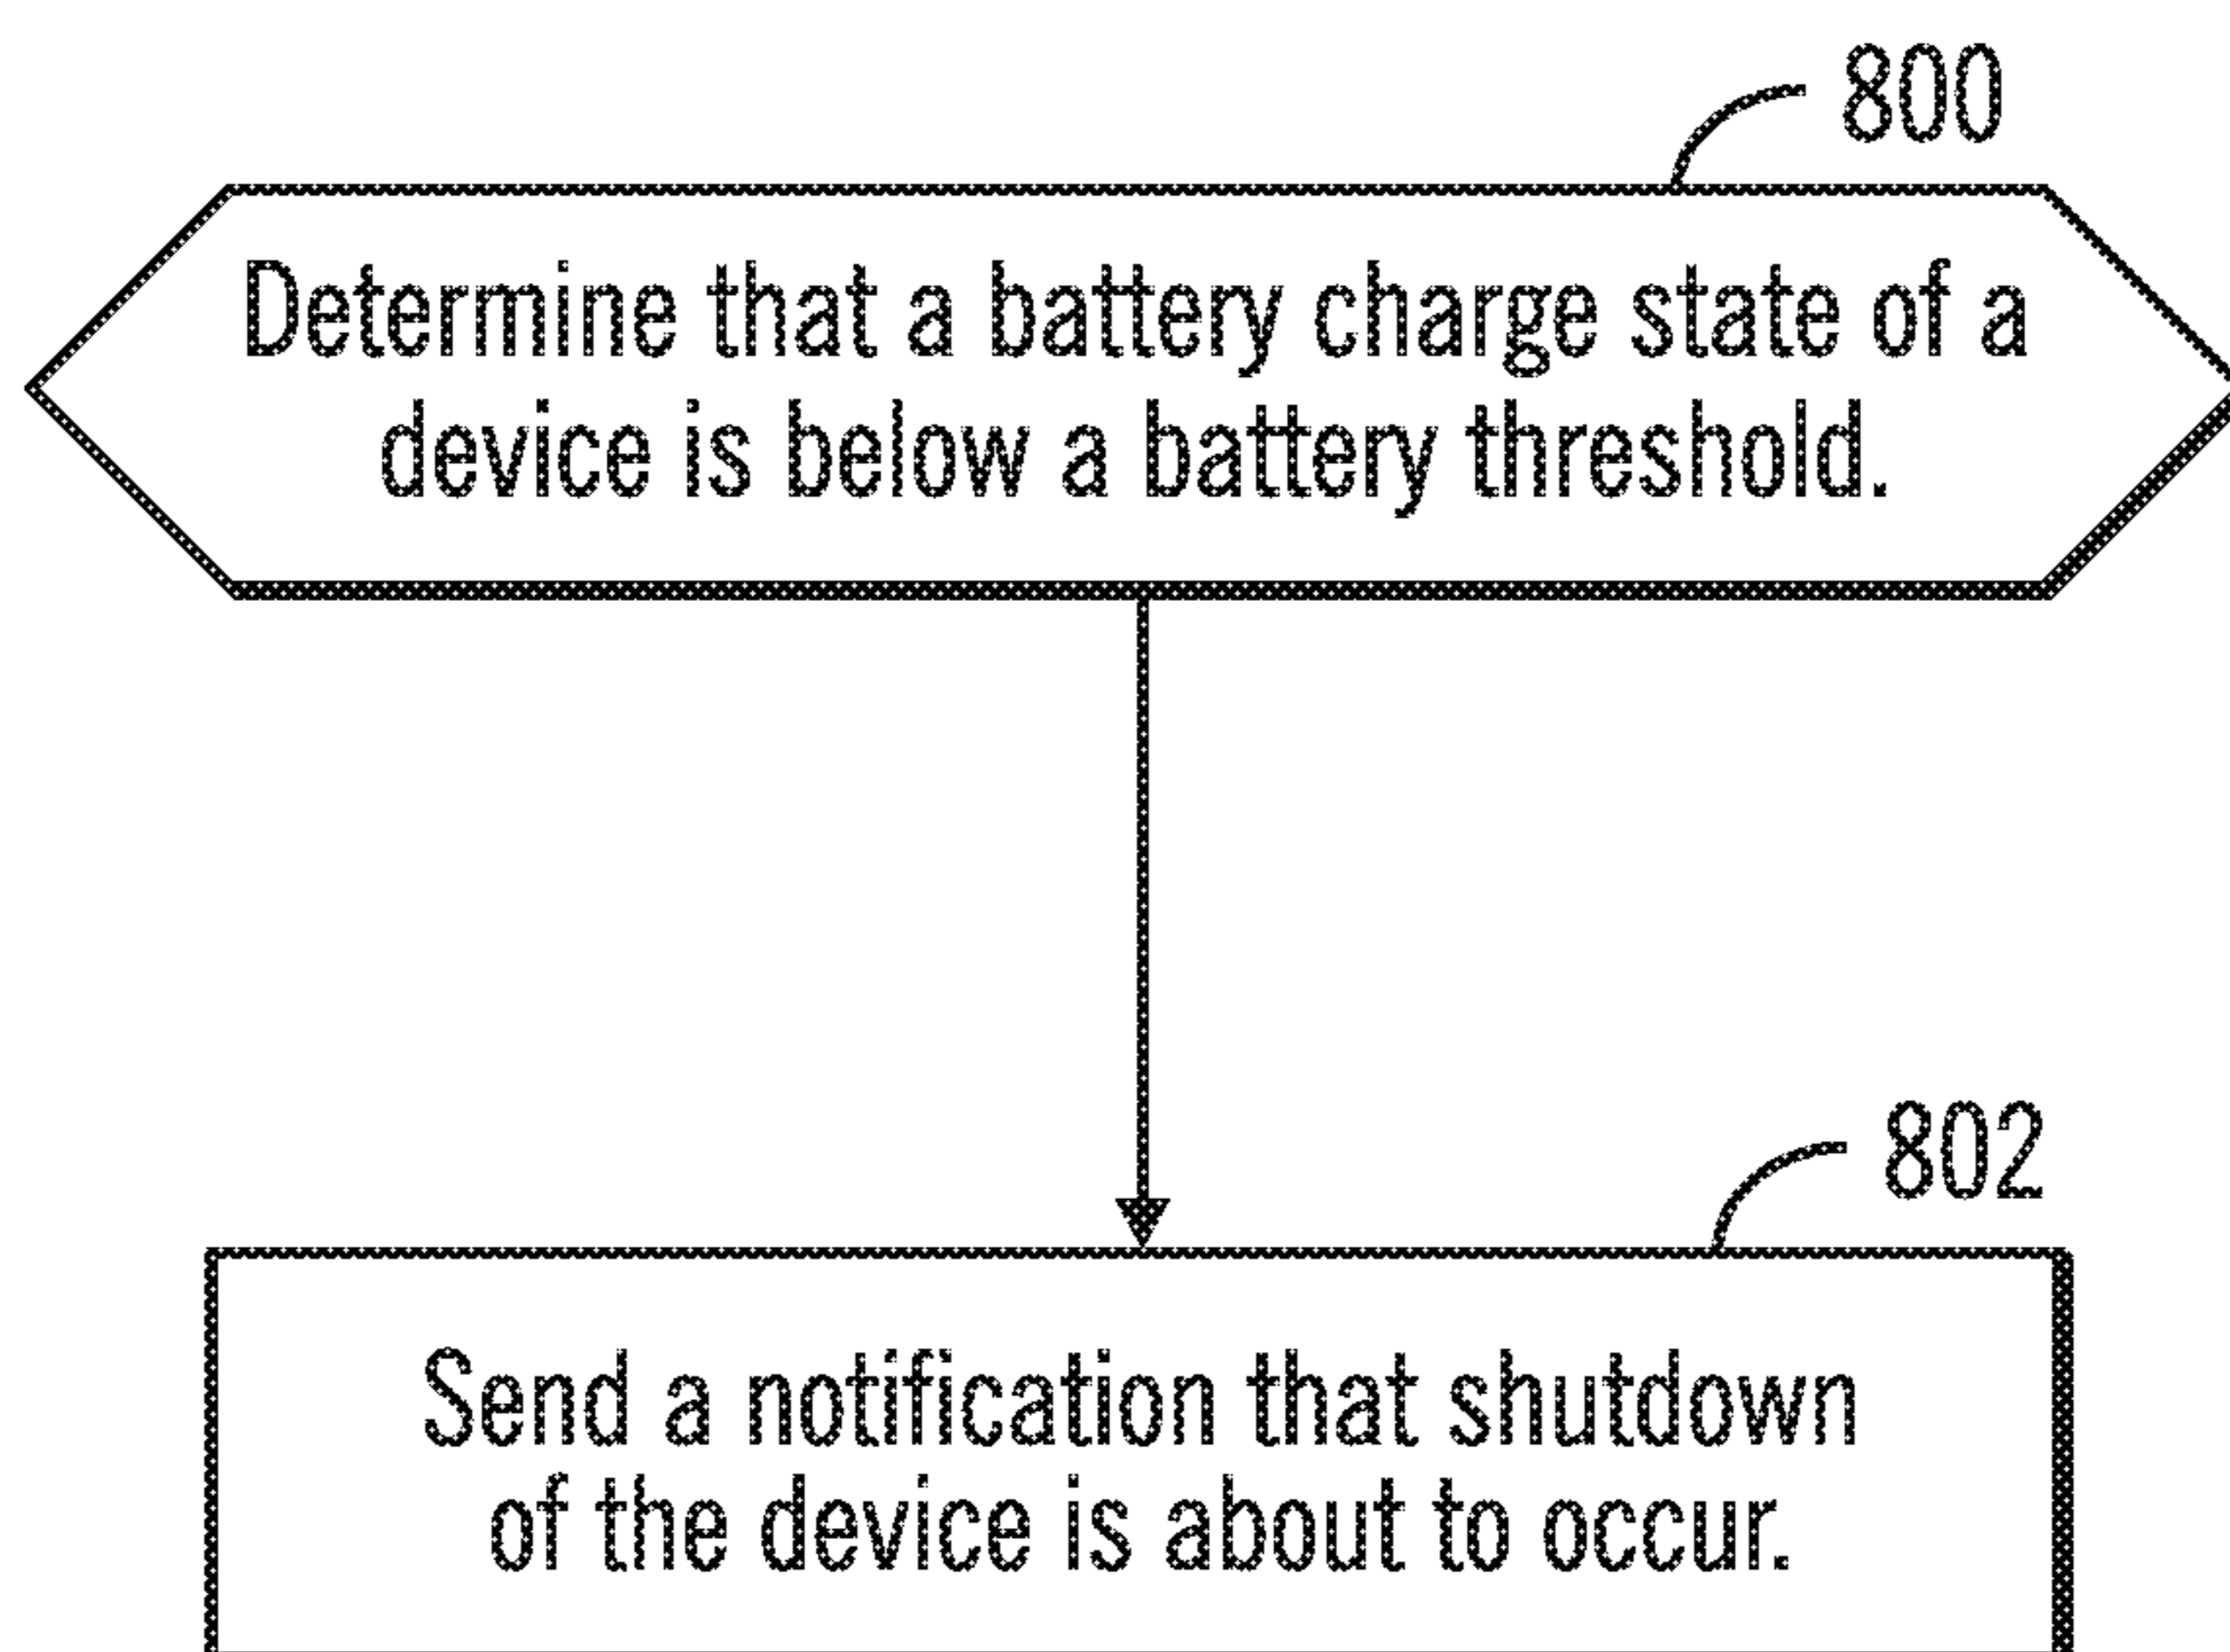 800
Determine that a battery charge state of a
device is below a battery threshold.
802
Send a notification that shutdown
of the device is about to occur.